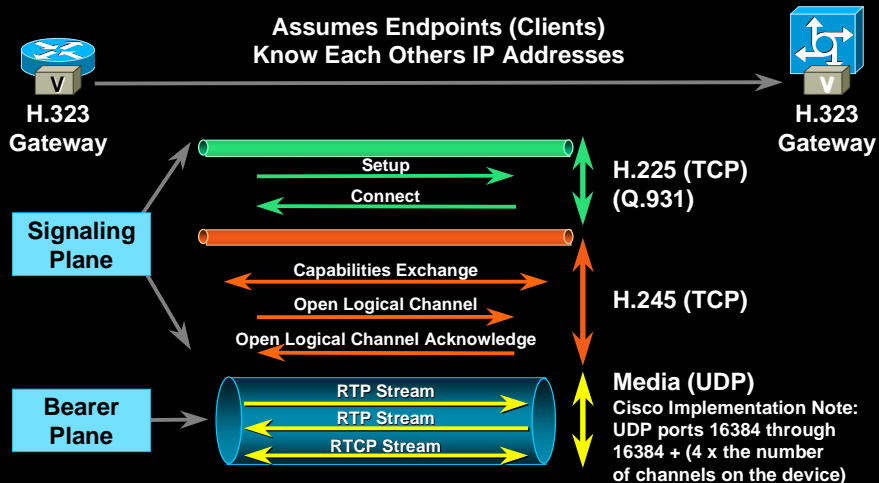 Assumes Endpoints (Clients)
Know Each Others IP Addresses
V
H.323
Gateway
V
H.323
Gateway
Setup
Connect
H.225 (TCP)
(Q.931)
Signaling
Plane
Capabilities Exchange
Open Logical Channel
Open Logical Channel Acknowledge
H.245 (TCP)
Bearer
Plane
RTP Stream
RTP Stream
RTCP Stream
Media (UDP)
Cisco Implementation Note:
UDP ports 16384 through
16384 + (4 x the number
of channels on the device)